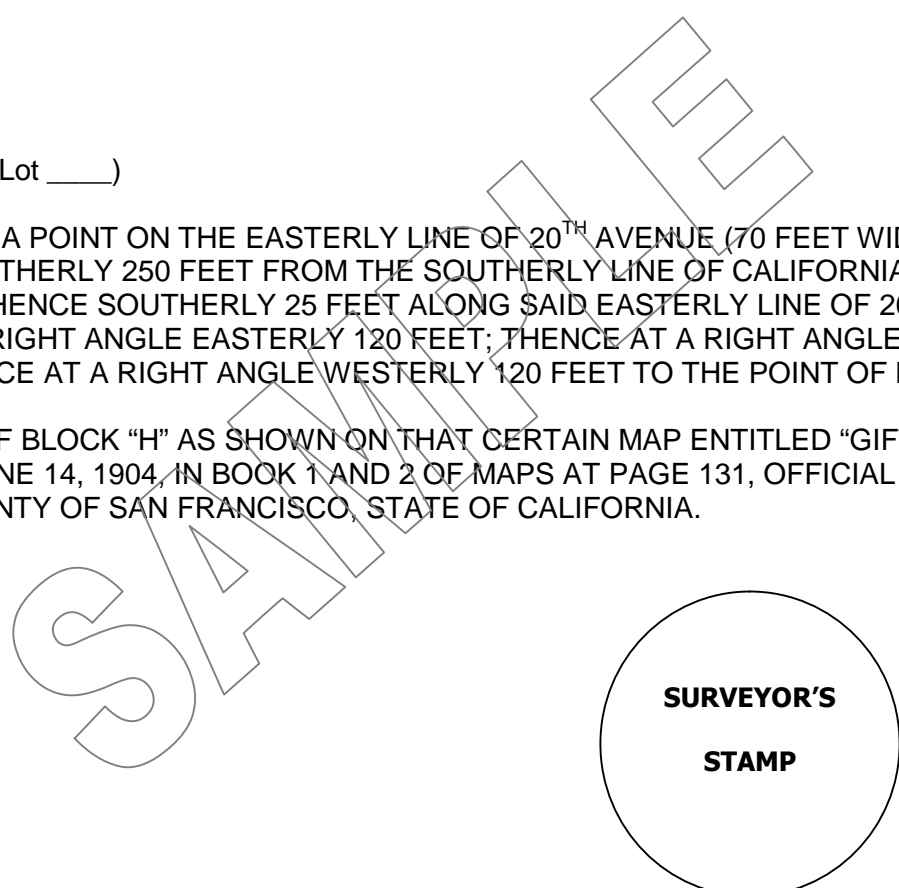 Lot ____)
A POINT ON THE EASTERLY LINE OF 20TH AVENUE (70 FEET WID
THERLY 250 FEET FROM THE SOUTHERLY LINE OF CALIFORNIA
HENCE SOUTHERLY 25 FEET ALONG SAID EASTERLY LINE OF 20
RIGHT ANGLE EASTERLY 120 FEET; THENCE AT A RIGHT ANGLE
CE AT A RIGHT ANGLE WESTERLY 120 FEET TO THE POINT OF
F BLOCK “H” AS SHOWN ON THAT CERTAIN MAP ENTITLED “GIF
NE 14, 1904, IN BOOK 1 AND 2 OF MAPS AT PAGE 131, OFFICIAL
NTY OF SAN FRANCISCO, STATE OF CALIFORNIA.
SAMPLE
SURVEYOR’S
STAMP